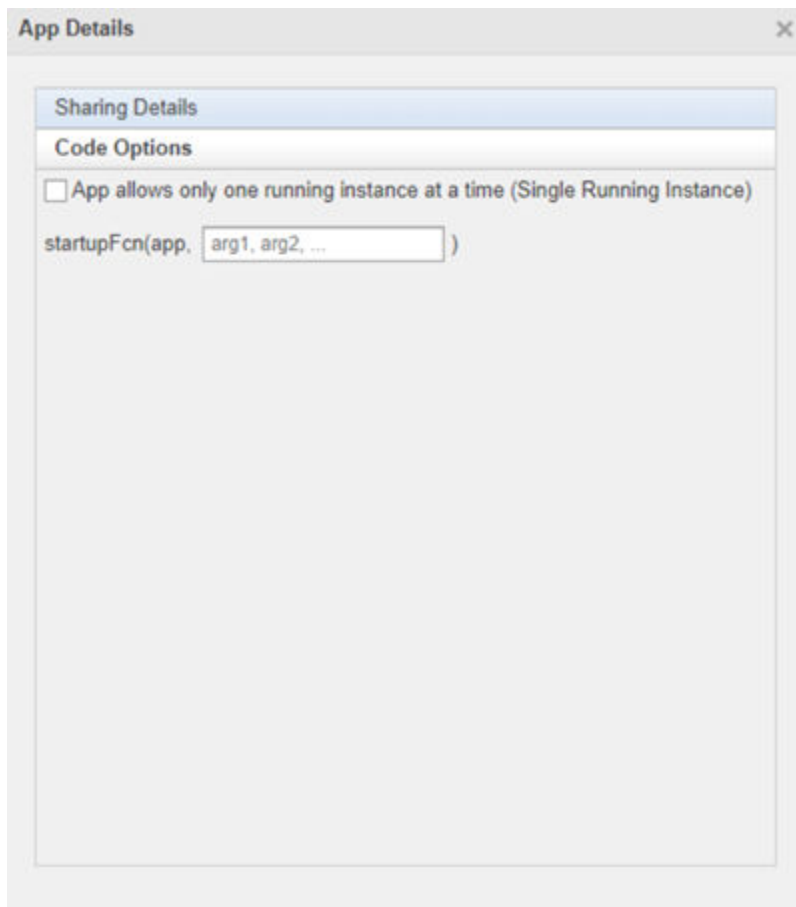 App Details
Sharing Details
Code Options
App allows only one running instance at a time (Single Running Instance)
startupFcn(app, arg1, arg2, ... )